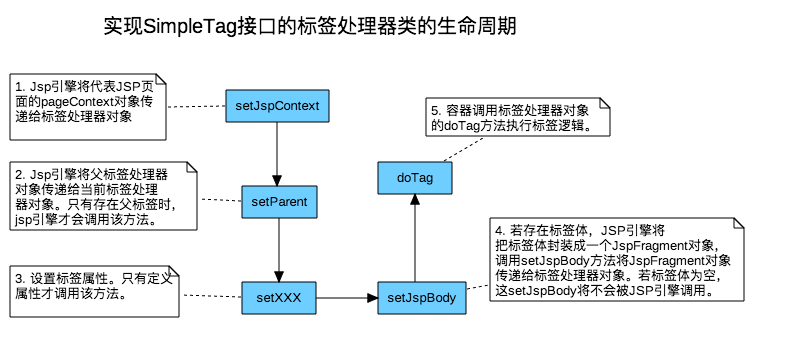 实现SimpleTag接口的标签处理器类的生命周期
1. Jsp引擎将代表JSP页
面的pageContext对象传
递给标签处理器对象
setJspContext
2. Jsp引擎将父标签处理器
对象传递给当前标签处理
器对象。只有存在父标签时，
jsp引擎才会调用该方法。
setParent
3. 设置标签属性。只有定义
属性才调用该方法。
setXXX
setJspBody
4. 若存在标签体，JSP引擎将
把标签体封装成一个JspFragment对象，
调用setJspBody方法将JspFragment对象
传递给标签处理器对象。若标签体为空，
这setJspBody将不会被JSP引擎调用。
doTag
5. 容器调用标签处理器对象
的doTag方法执行标签逻辑。